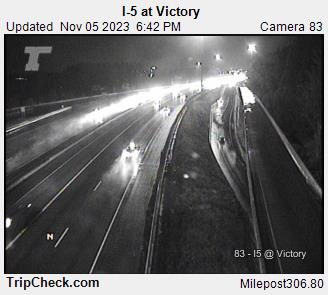 I-5 at Victory
Updated Nov 05 2023 6:42 PM Camera 83
T
N
83 - I5 @ Victory
TripCheck.com Milepost306.80